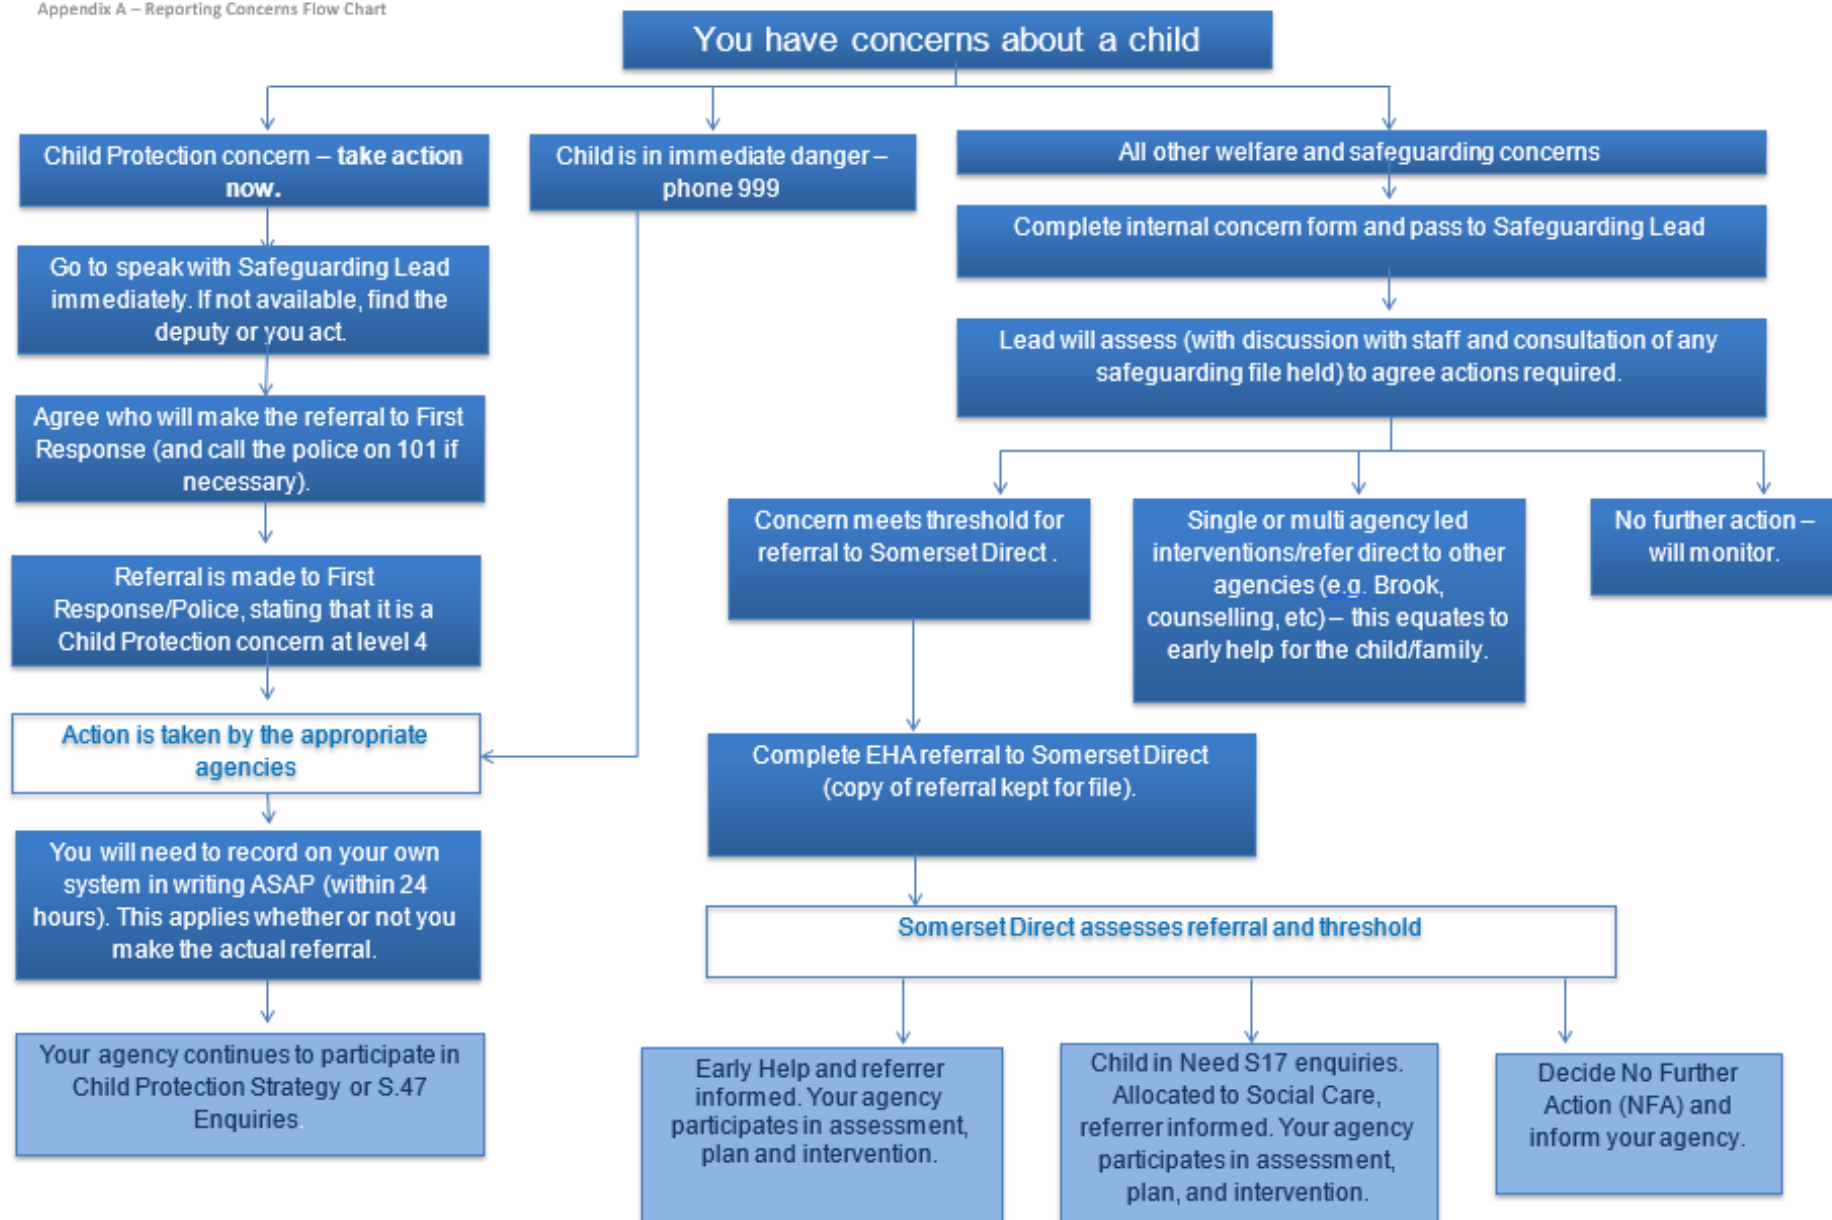 Appendix A – Reporting Concerns Flow Chart
You have concerns about a child
Child Protection concern – take action
now.
Child is in immediate danger –
phone 999
All other welfare and safeguarding concerns
Complete internal concern form and pass to Safeguarding Lead
Go to speak with Safeguarding Lead
immediately. If not available, find the
deputy or you act.
Lead will assess (with discussion with staff and consultation of any
safeguarding file held) to agree actions required.
Agree who will make the referral to First
Response (and call the police on 101 if
necessary).
Concern meets threshold for
referral to Somerset Direct .
Single or multi agency led
interventions/refer direct to other
agencies (e.g. Brook,
counselling, etc) – this equates to
early help for the child/family.
No further action –
will monitor.
Referral is made to First
Response/Police, stating that it is a
Child Protection concern at level 4
Action is taken by the appropriate
agencies
Complete EHA referral to Somerset Direct
(copy of referral kept for file).
You will need to record on your own
system in writing ASAP (within 24
hours). This applies whether or not you
make the actual referral.
Somerset Direct assesses referral and threshold
Your agency continues to participate in
Child Protection Strategy or S.47
Enquiries.
Early Help and referrer
informed. Your agency
participates in assessment,
plan and intervention.
Child in Need S17 enquiries.
Allocated to Social Care,
referrer informed. Your agency
participates in assessment,
plan, and intervention.
Decide No Further
Action (NFA) and
inform your agency.